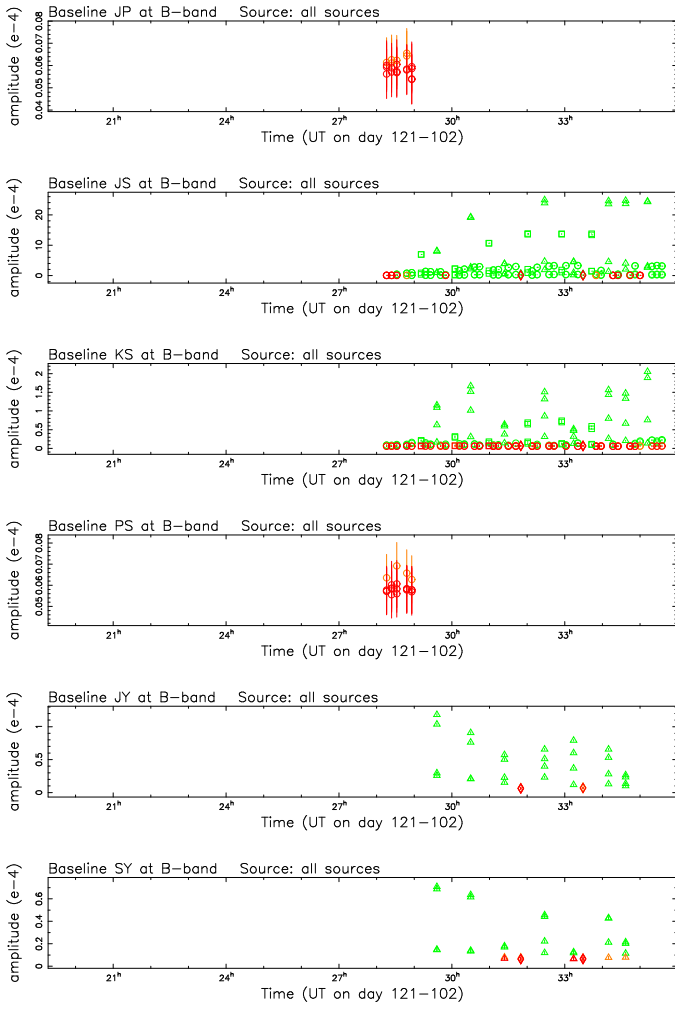 Baseline JP at B-band Source: all sources
amplitude (e-4)
0.04 0.05 0.06 0.07 0.08
21h 24h 27h 30h 33h
Time (UT on day 121-102)
Baseline JS at B-band Source: all sources
amplitude (e-4)
20
10
0
21h 24h 27h 30h 33h
Time (UT on day 121-102)
Baseline KS at B-band Source: all sources
amplitude (e-4)
2
1.5
1
0.5
0
21h 24h 27h 30h 33h
Time (UT on day 121-102)
Baseline PS at B-band Source: all sources
amplitude (e-4)
0.05 0.06 0.07 0.08
21h 24h 27h 30h 33h
Time (UT on day 121-102)
Baseline JY at B-band Source: all sources
amplitude (e-4)
1
0.5
0
21h 24h 27h 30h 33h
Time (UT on day 121-102)
Baseline SY at B-band Source: all sources
amplitude (e-4)
0.6
0.4
0.2
0
21h 24h 27h 30h 33h
Time (UT on day 121-102)